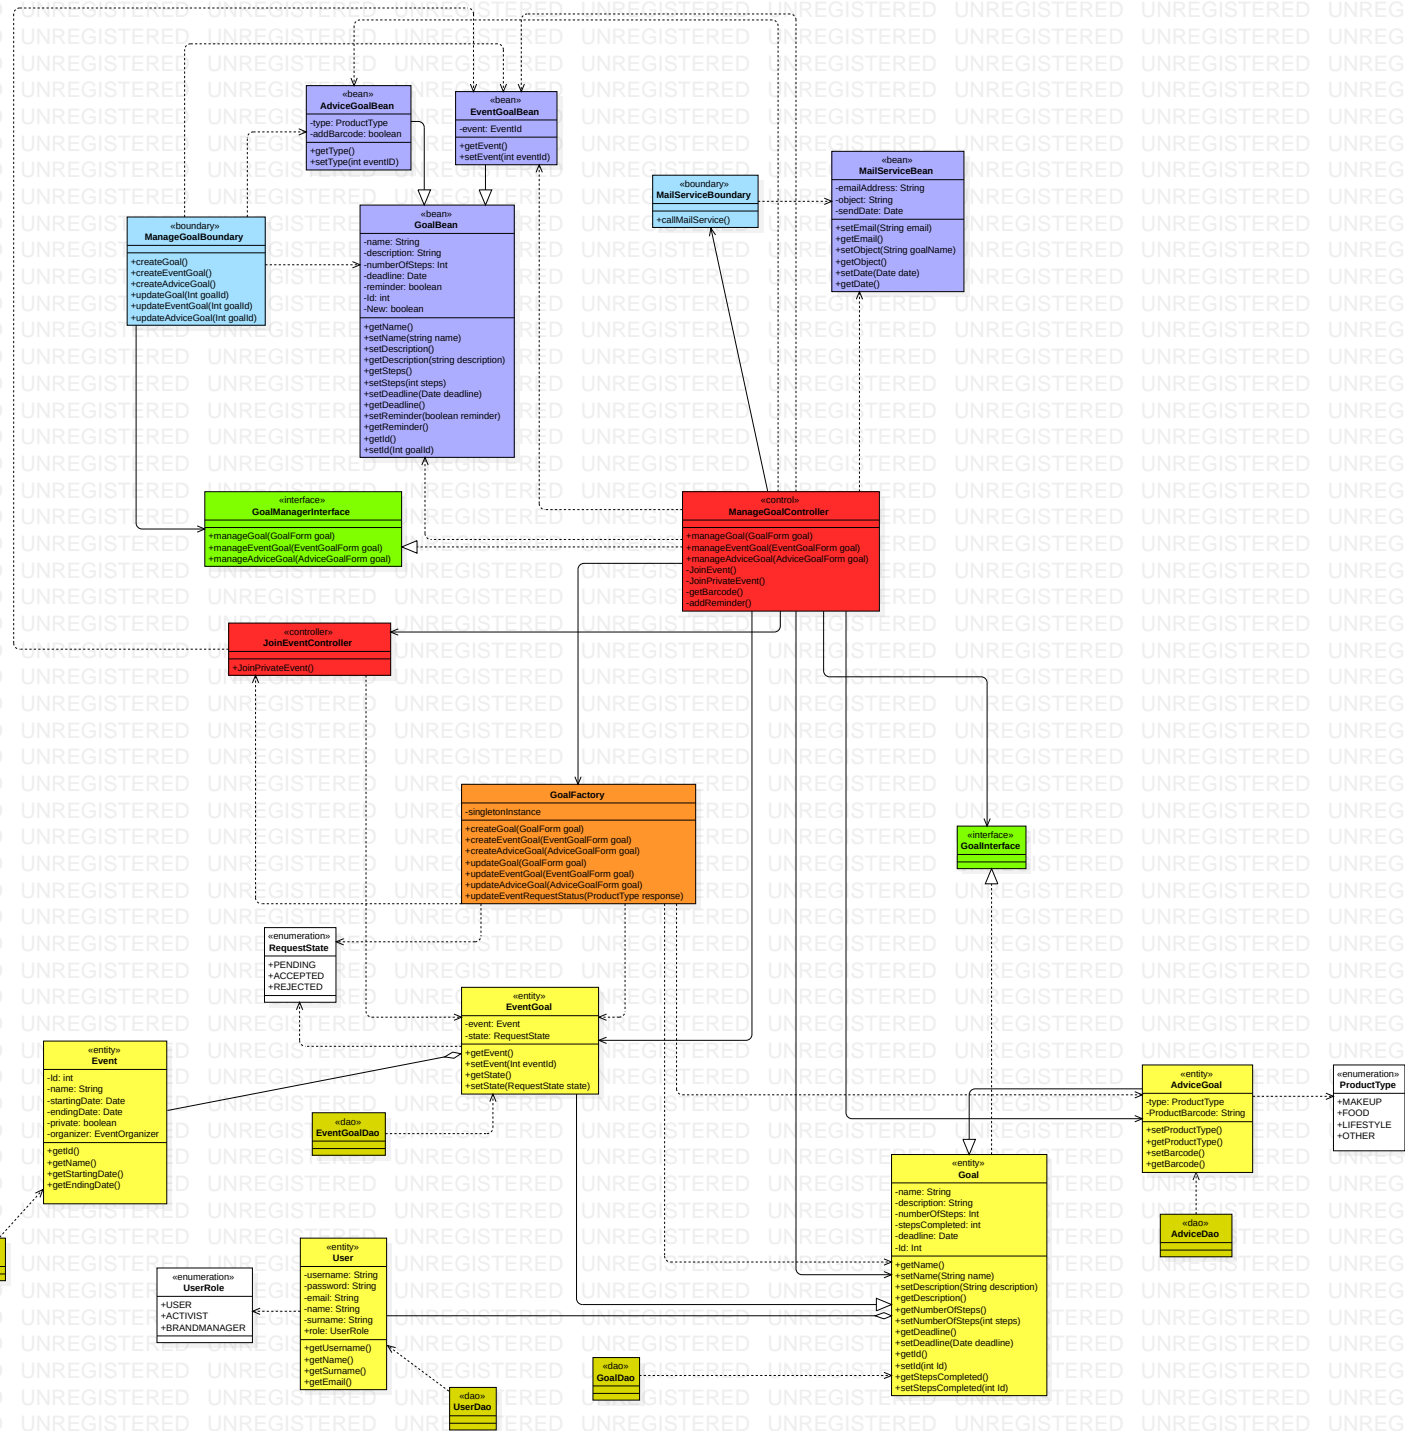 «bean»
AdviceGoalBean
-type: ProductType
-addBarcode: boolean
+getType()
+setType(int eventID)
«bean»
EventGoalBean
-event: EventId
+getEvent()
+setEvent(int eventId)
«bean»
MailServiceBean
-emailAddress: String
-object: String
-sendDate: Date
+setEmail(String email)
+getEmail()
+setObject(String goalName)
+getObject()
+setDate(Date date)
+getDate()
«boundary»
MailServiceBoundary
+callMailService()
«boundary»
ManageGoalBoundary
+createGoal()
+createEventGoal()
+createAdviceGoal()
+updateGoal(Int goalId)
+updateEventGoal(Int goalId)
+updateAdviceGoal(Int goalId)
«bean»
GoalBean
-name: String
-description: String
-numberOfSteps: Int
-deadline: Date
-reminder: boolean
-Id: int
-New: boolean
+getName()
+setName(string name)
+setDescription()
+getDescription(string description)
+getSteps()
+setSteps(int steps)
+setDeadline(Date deadline)
+getDeadline()
+setReminder(boolean reminder)
+getReminder()
+getId()
+setId(Int goalId)
«interface»
GoalManagerInterface
+manageGoal(GoalForm goal)
+manageEventGoal(EventGoalForm goal)
+manageAdviceGoal(AdviceGoalForm goal)
«control»
ManageGoalController
+manageGoal(GoalForm goal)
+manageEventGoal(EventGoalForm goal)
+manageAdviceGoal(AdviceGoalForm goal)
-JoinEvent()
-JoinPrivateEvent()
-getBarcode()
-addReminder()
«controller»
JoinEventController
+JoinPrivateEvent()
GoalFactory
-singletonInstance
+createGoal(GoalForm goal)
+createEventGoal(EventGoalForm goal)
+createAdviceGoal(AdviceGoalForm goal)
+updateGoal(GoalForm goal)
+updateEventGoal(EventGoalForm goal)
+updateAdviceGoal(AdviceGoalForm goal)
+updateEventRequestStatus(ProductType response)
«interface»
GoalInterface
«enumeration»
RequestState
+PENDING
+ACCEPTED
+REJECTED
«entity»
EventGoal
-event: Event
-state: RequestState
+getEvent()
+setEvent(Int eventId)
+getState()
+setState(RequestState state)
«entity»
Event
-Id: int
-name: String
-startingDate: Date
-endingDate: Date
-private: boolean
-organizer: EventOrganizer
+getId()
+getName()
+getStartingDate()
+getEndingDate()
«dao»
EventGoalDao
«entity»
AdviceGoal
-type: ProductType
-ProductBarcode: String
+setProductType()
+getProductType()
+setBarcode()
+getBarcode()
«enumeration»
ProductType
+MAKEUP
+FOOD
+LIFESTYLE
+OTHER
«dao»
AdviceDao
«entity»
Goal
-name: String
-description: String
-numberOfSteps: Int
-stepsCompleted: int
-deadline: Date
-Id: Int
+getName()
+setName(String name)
+setDescription(String description)
+getDescription()
+getNumberOfSteps()
+setNumberOfSteps(int steps)
+getDeadline()
+setDeadline(Date deadline)
+getId()
+setId(int Id)
+getStepsCompleted()
+setStepsCompleted(int Id)
«entity»
User
-username: String
-password: String
-email: String
-name: String
-surname: String
+role: UserRole
+getUsername()
+getName()
+getSurname()
+getEmail()
«enumeration»
UserRole
+USER
+ACTIVIST
+BRANDMANAGER
«dao»
GoalDao
«dao»
UserDao
UNREGISTERED